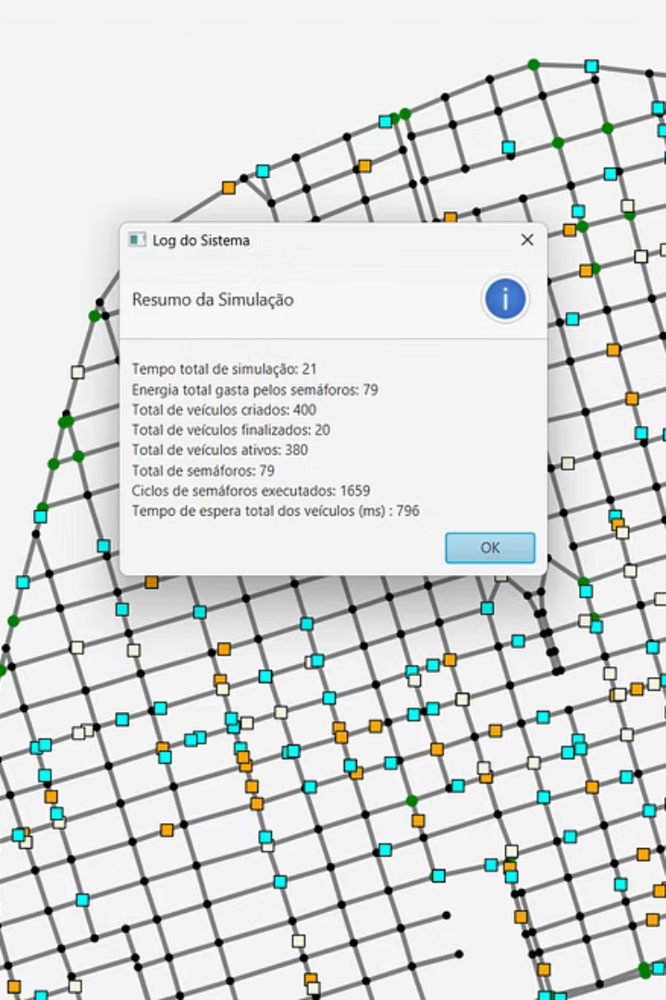 Log do Sistema
Resumo da Simulação
Tempo total de simulação: 21
Energia total gasta pelos semáforos: 79
Total de veículos criados: 400
Total de veículos finalizados: 20
Total de veículos ativos: 380
Total de semáforos: 79
Ciclos de semáforos executados: 1659
Tempo de espera total dos veículos (ms) : 796
OK